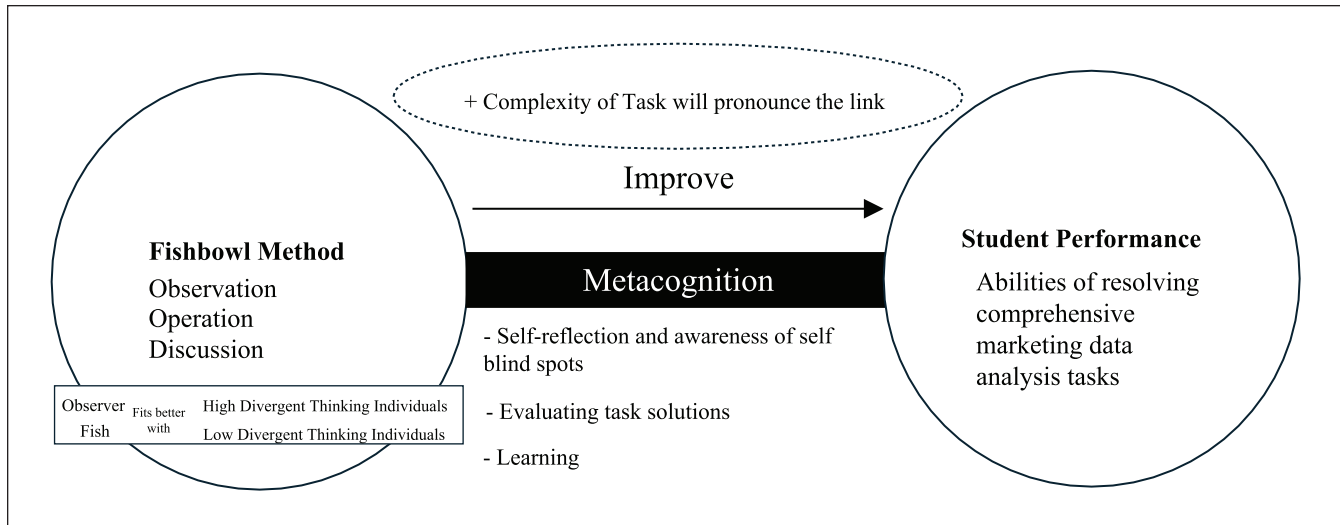 + Complexity of Task will pronounce the link
Improve
Fishbowl Method
Observation
Operation
Discussion
Observer
Fish
Fits better
with
High Divergent Thinking Individuals
Low Divergent Thinking Individuals
Metacognition
- Self-reflection and awareness of self
blind spots
- Evaluating task solutions
- Learning
Student Performance
Abilities of resolving
comprehensive
marketing data
analysis tasks